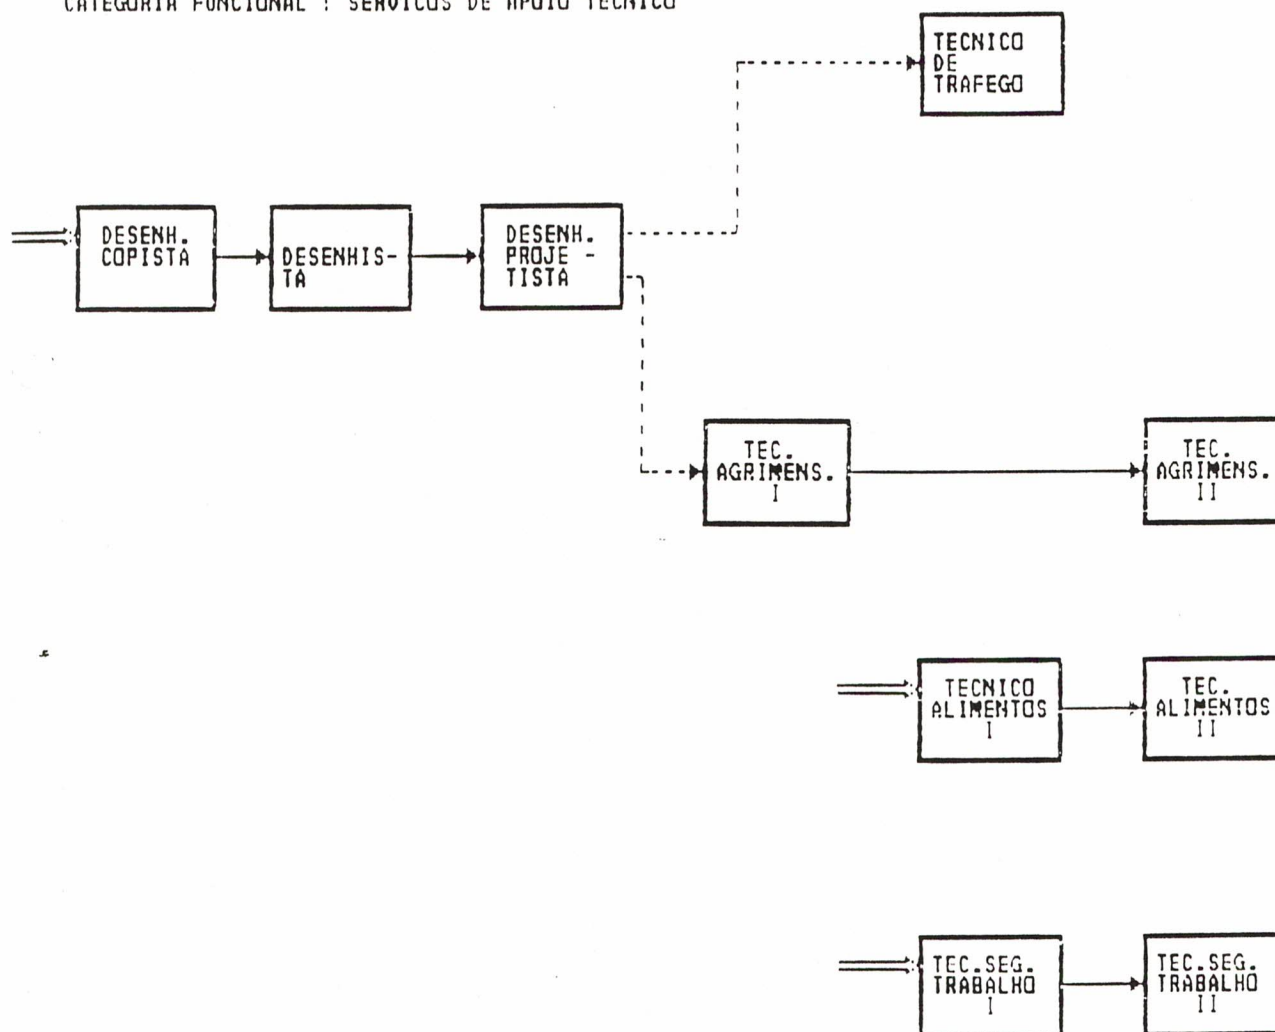 CATEGORIA FUNCIONAL : SERVICOS DE APOIO TECNICO
TECNICO
DE
TRAFEGO
DESENH.
COPISTA
DESENHIS-
TA
DESENH.
PROJE -
TISTA
TEC.
AGRIMENS.
I
TEC.
AGRIMENS.
II
TECNICO
ALIMENTOS
I
TEC.
ALIMENTOS
II
TEC.SEG.
TRABALHO
I
TEC.SEG.
TRABALHO
II